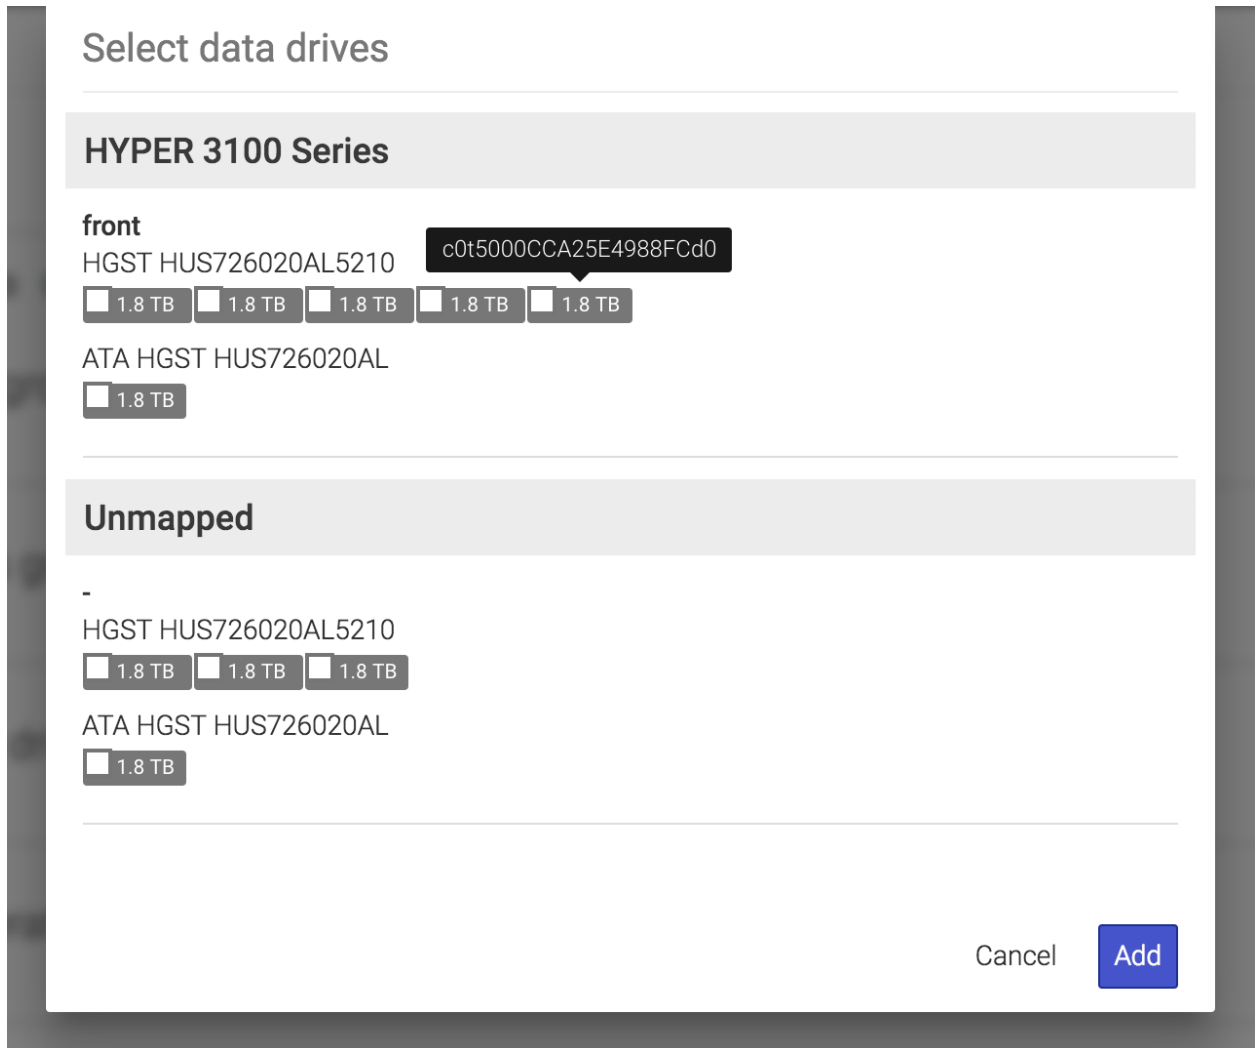 Select data drives
HYPER 3100 Series
front
HGST HUS726020AL5210
c0t5000CCA25E4988FCd0
1.8 TB 1.8 TB 1.8 TB 1.8 TB 1.8 TB
ATA HGST HUS726020AL
1.8 TB
Unmapped
-
HGST HUS726020AL5210
1.8 TB 1.8 TB 1.8 TB
ATA HGST HUS726020AL
1.8 TB
Cancel Add